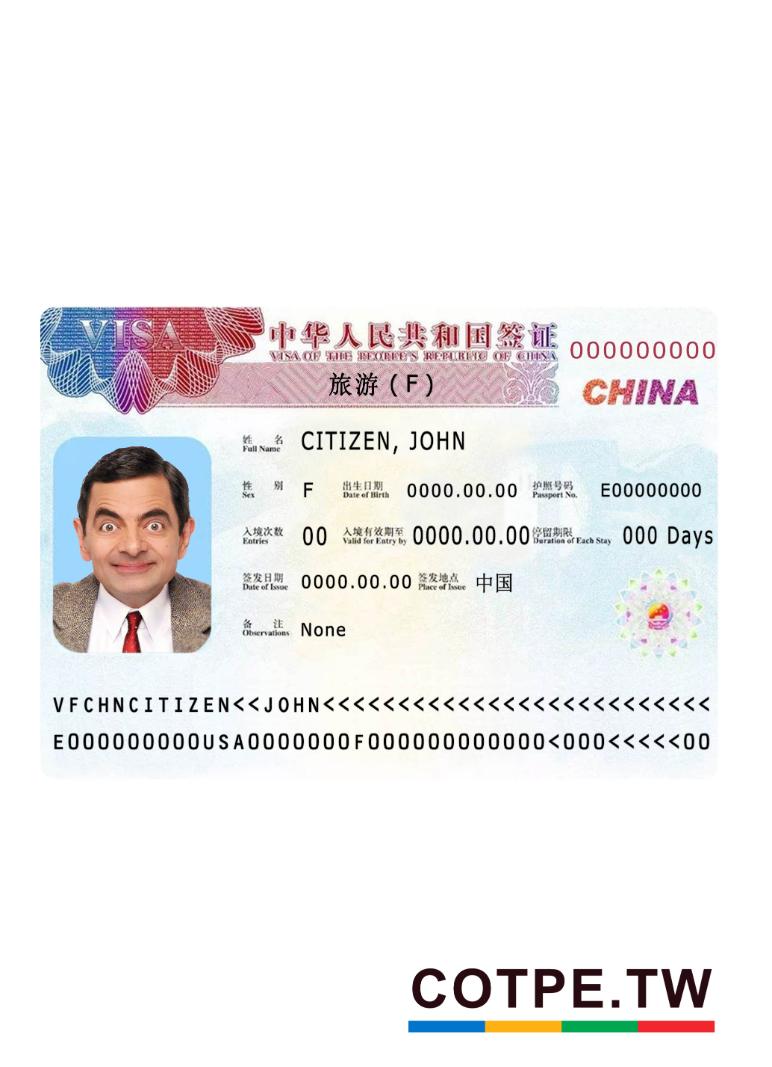 VISA
中华人民共和国签证
VISA OF THE PEOPLE'S REPUBLIC OF CHINA
000000000
旅游 (F)
CHINA
姓 名 CITIZEN, JOHN
Full Name
性 别 F 出生日期 0000.00.00 护照号码 E00000000
Sex Date of Birth Passport No.
入境次数 00 入境有效期至 0000.00.00 停留期限 000 Days
Entries Valid for Entry by Duration of Each Stay
签发日期 0000.00.00 签发地点 中国
Date of Issue Place of Issue
备 注 None
Observations
VFCHNCITIZEN<<JOHN<<<<<<<<<<<<<<<<<<<<<<<<<<
E000000000USA0000000F000000000000<000<<<<<00
COTPE.TW